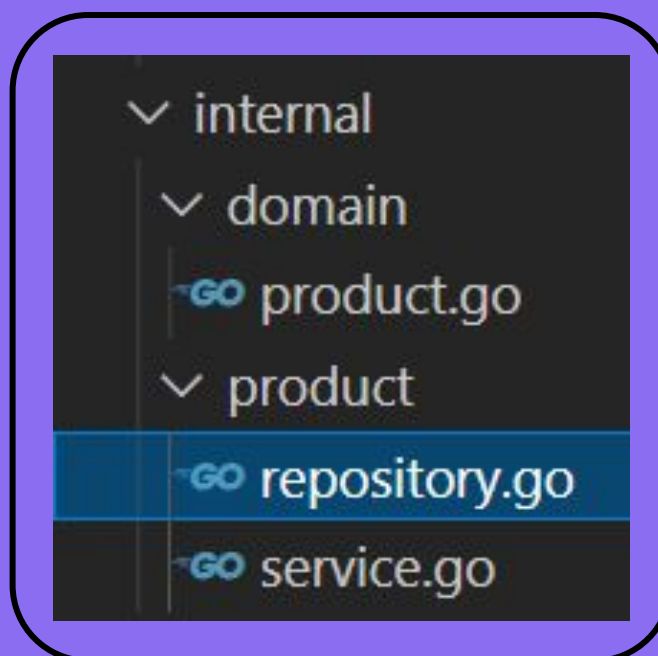 internal
domain
GO product.go
product
GO repository.go
GO service.go